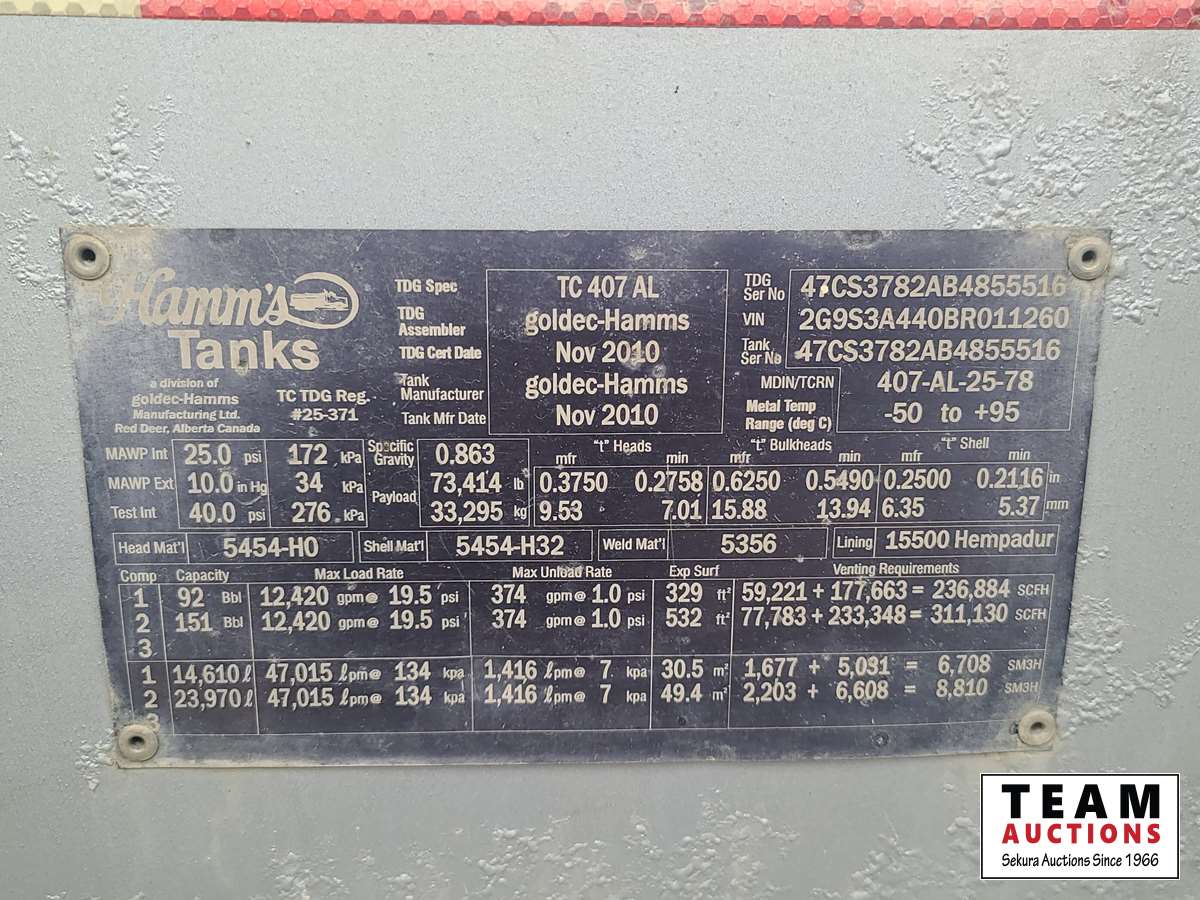 Hamm's
Tanks
a division of
goldec-Hamms
Manufacturing Ltd.
Red Deer, Alberta Canada
TC TDG Reg.
#25-371
TDG Spec TC 407 AL
TDG Assembler goldec-Hamms
TDG Cert Date Nov 2010
Tank Manufacturer goldec-Hamms
Tank Mfr Date Nov 2010
TDG Ser No 47CS3782AB4855516
VIN 2G9S3A440BR011260
Tank Ser No 47CS3782AB4855516
MDIN/TCRN 407-AL-25-78
Metal Temp Range (deg C) -50 to +95
MAWP Int 25.0 psi 172 kPa
MAWP Ext 10.0 in Hg 34 kPa
Test Int 40.0 psi 276 kPa
Specific Gravity 0.863
Payload 73,414 lb
33,295 kg
"t" Heads "t" Bulkheads "t" Shell
mfr min mfr min mfr min
0.3750 0.2758 0.6250 0.5490 0.2500 0.2116 in
9.53 7.01 15.88 13.94 6.35 5.37 mm
Head Mat'l 5454-H0 Shell Mat'l 5454-H32 Weld Mat'l 5356 Lining 15500 Hempadur
Comp Capacity Max Load Rate Max Unload Rate Exp Surf Venting Requirements
1 92 Bbl 12,420 gpm@ 19.5 psi 374 gpm@ 1.0 psi 329 ft² 59,221 + 177,663 = 236,884 SCFH
2 151 Bbl 12,420 gpm@ 19.5 psi 374 gpm@ 1.0 psi 532 ft² 77,783 + 233,348 = 311,130 SCFH
3
1 14,610 ℓ 47,015 ℓpm@ 134 kpa 1,416 ℓpm@ 7 kpa 30.5 m² 1,677 + 5,031 = 6,708 SM3H
2 23,970 ℓ 47,015 ℓpm@ 134 kpa 1,416 ℓpm@ 7 kpa 49.4 m² 2,203 + 6,608 = 8,810 SM3H
3
TEAM
AUCTIONS
Sekura Auctions Since 1966